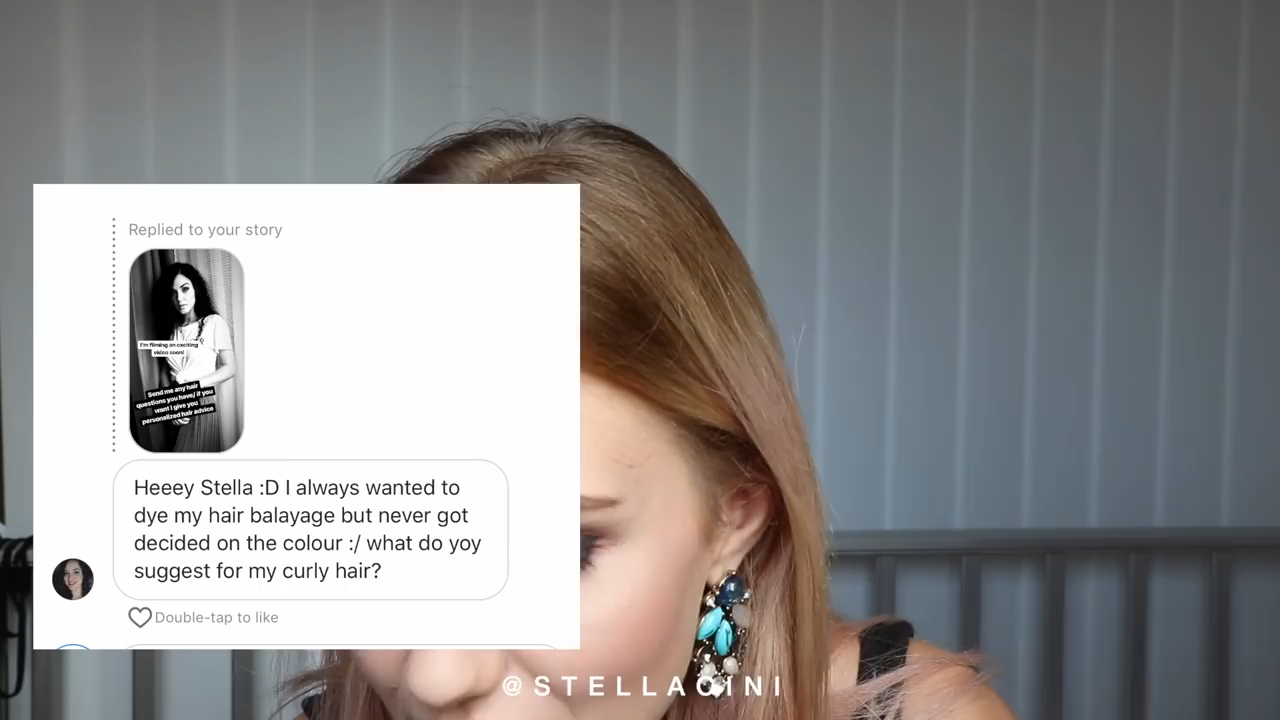 Replied to your story
I'm filming an exciting
video soon!
Send me any hair
questions you have/ if you
want I give you
personalized hair advice
Heeey Stella :D I always wanted to
dye my hair balayage but never got
decided on the colour :/ what do yoy
suggest for my curly hair?
Double-tap to like
@STELLACINI